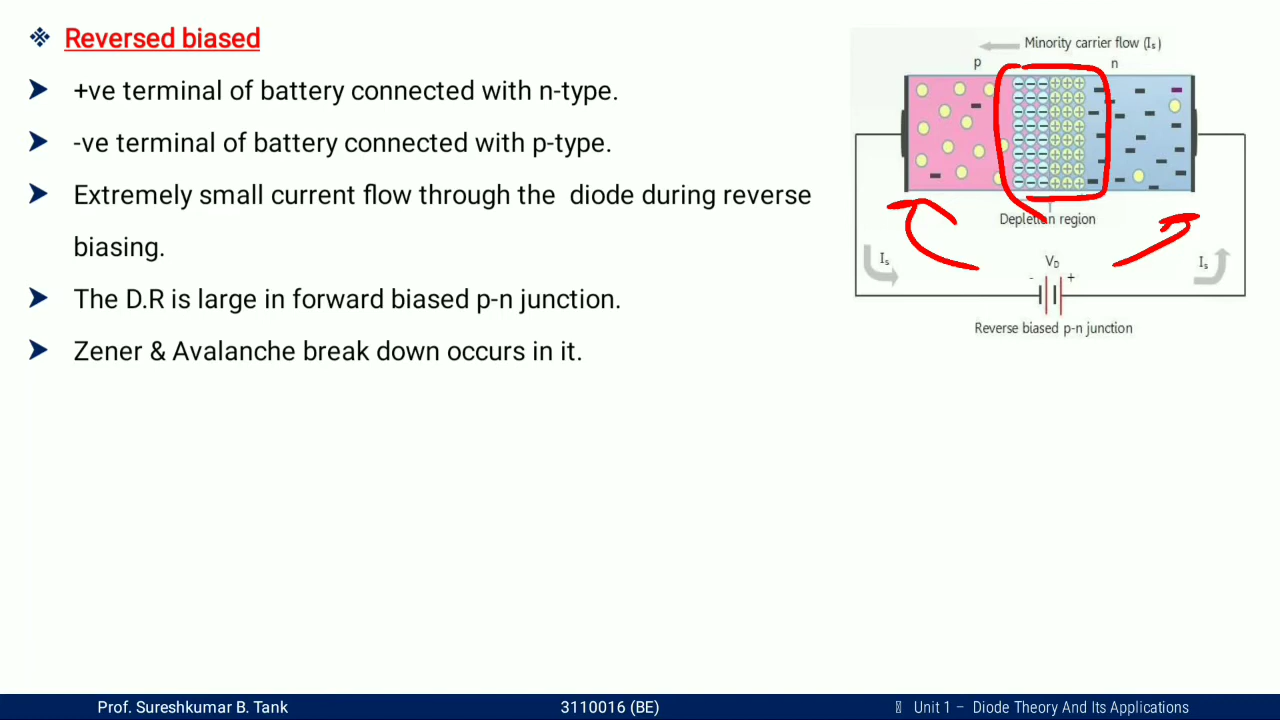 Reversed biased
+ve terminal of battery connected with n-type.
-ve terminal of battery connected with p-type.
Extremely small current flow through the diode during reverse
biasing.
The D.R is large in forward biased p-n junction.
Zener & Avalanche break down occurs in it.
Minority carrier flow (Is)
p n
Depletion region
Is VD Is
- +
Reverse biased p-n junction
Prof. Sureshkumar B. Tank 3110016 (BE) Unit 1 – Diode Theory And Its Applications